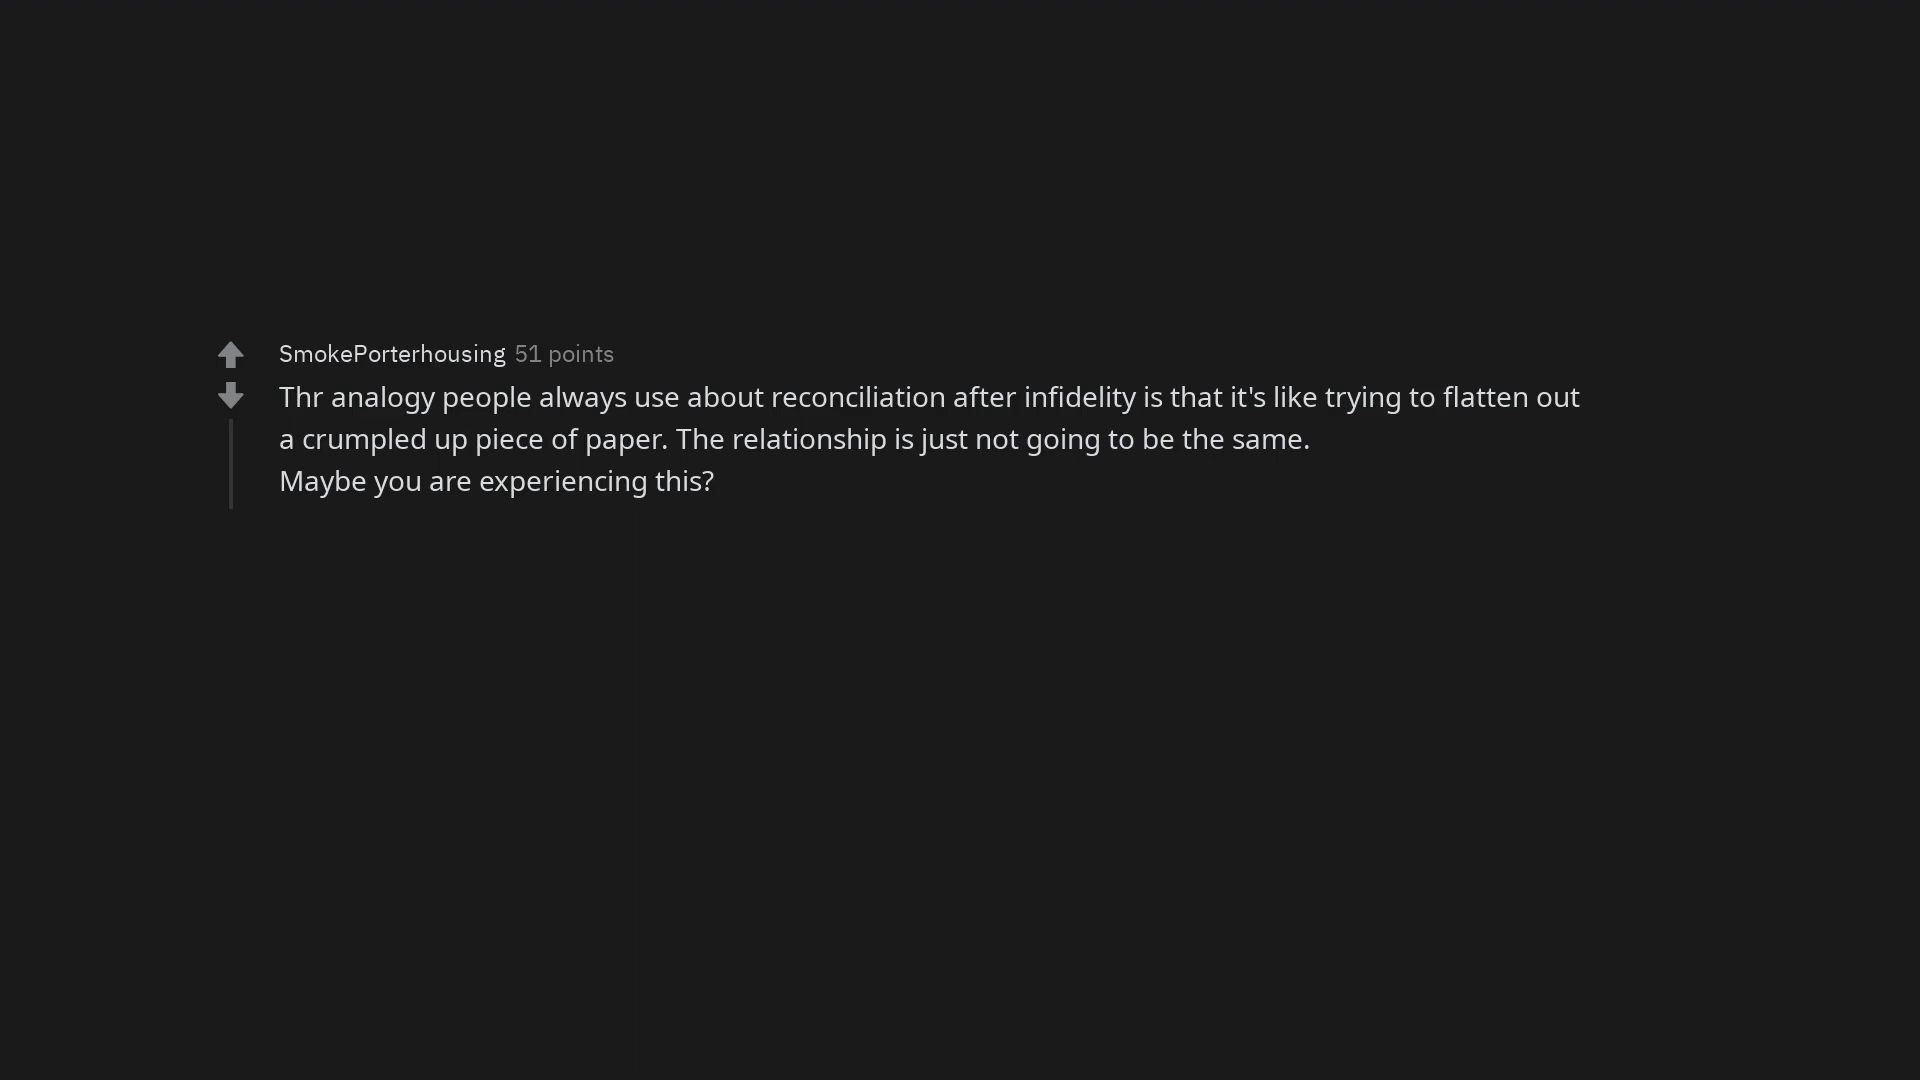 SmokePorterhousing 51 points
Thr analogy people always use about reconciliation after infidelity is that it's like trying to flatten out
a crumpled up piece of paper. The relationship is just not going to be the same.
Maybe you are experiencing this?